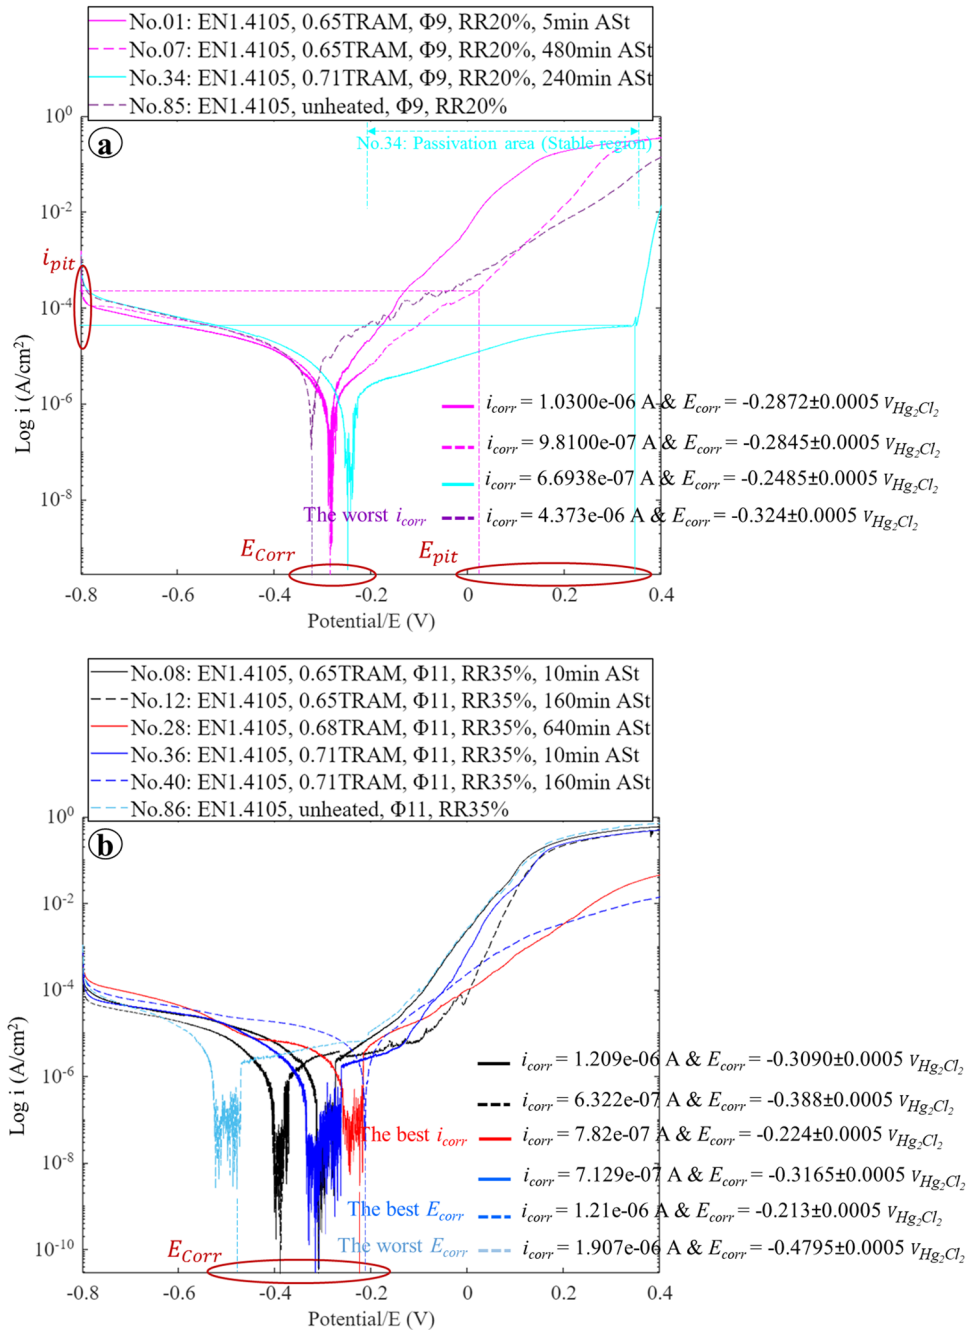 No.01: EN1.4105, 0.65TRAM, Φ9, RR20%, 5min ASt
No.07: EN1.4105, 0.65TRAM, Φ9, RR20%, 480min ASt
No.34: EN1.4105, 0.71TRAM, Φ9, RR20%, 240min ASt
No.85: EN1.4105, unheated, Φ9, RR20%
10^0
a
No.34: Passivation area (Stable region)
10^-2
i_pit
10^-4
Log i (A/cm^2)
10^-6
i_corr = 1.0300e-06 A & E_corr = -0.2872±0.0005 V_Hg2Cl2
i_corr = 9.8100e-07 A & E_corr = -0.2845±0.0005 V_Hg2Cl2
i_corr = 6.6938e-07 A & E_corr = -0.2485±0.0005 V_Hg2Cl2
10^-8
The worst i_corr
i_corr = 4.373e-06 A & E_corr = -0.324±0.0005 V_Hg2Cl2
E_Corr
E_pit
-0.8 -0.6 -0.4 -0.2 0 0.2 0.4
Potential/E (V)
No.08: EN1.4105, 0.65TRAM, Φ11, RR35%, 10min ASt
No.12: EN1.4105, 0.65TRAM, Φ11, RR35%, 160min ASt
No.28: EN1.4105, 0.68TRAM, Φ11, RR35%, 640min ASt
No.36: EN1.4105, 0.71TRAM, Φ11, RR35%, 10min ASt
No.40: EN1.4105, 0.71TRAM, Φ11, RR35%, 160min ASt
No.86: EN1.4105, unheated, Φ11, RR35%
10^0
b
10^-2
10^-4
Log i (A/cm^2)
10^-6
i_corr = 1.209e-06 A & E_corr = -0.3090±0.0005 V_Hg2Cl2
i_corr = 6.322e-07 A & E_corr = -0.388±0.0005 V_Hg2Cl2
The best i_corr
i_corr = 7.82e-07 A & E_corr = -0.224±0.0005 V_Hg2Cl2
10^-8
i_corr = 7.129e-07 A & E_corr = -0.3165±0.0005 V_Hg2Cl2
The best E_corr
i_corr = 1.21e-06 A & E_corr = -0.213±0.0005 V_Hg2Cl2
The worst E_corr
i_corr = 1.907e-06 A & E_corr = -0.4795±0.0005 V_Hg2Cl2
10^-10
E_Corr
-0.8 -0.6 -0.4 -0.2 0 0.2 0.4
Potential/E (V)